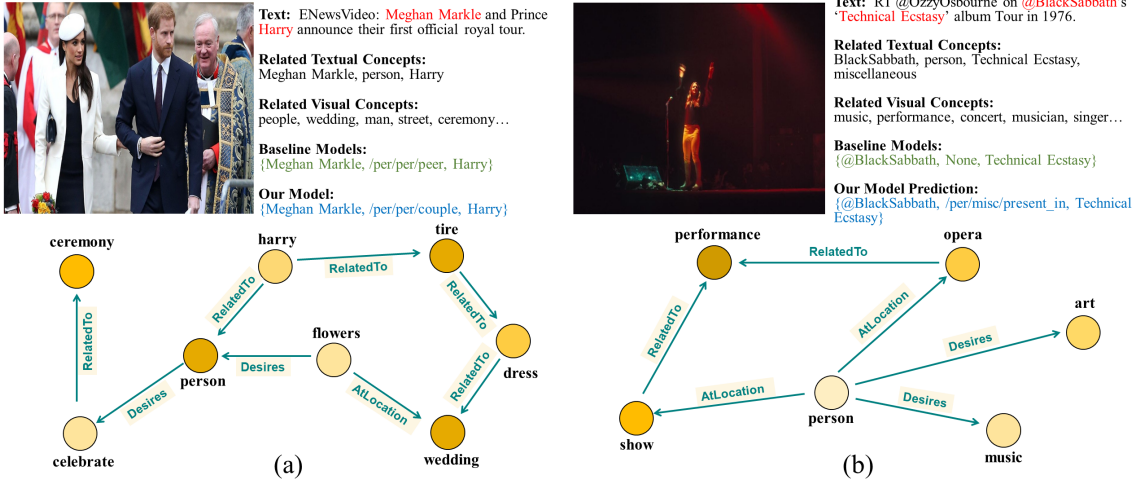 Text: ENewsVideo: Meghan Markle and Prince
Harry announce their first official royal tour.
Related Textual Concepts:
Meghan Markle, person, Harry
Related Visual Concepts:
people, wedding, man, street, ceremony…
Baseline Models:
{Meghan Markle, /per/per/peer, Harry}
Our Model:
{Meghan Markle, /per/per/couple, Harry}
ceremony
harry
tire
RelatedTo
RelatedTo
RelatedTo
RelatedTo
flowers
person
Desires
dress
RelatedTo
Desires
AtLocation
celebrate
wedding
(a)
Text: RT @OzzyOsbourne on @BlackSabbath's
'Technical Ecstasy' album Tour in 1976.
Related Textual Concepts:
BlackSabbath, person, Technical Ecstasy,
miscellaneous
Related Visual Concepts:
music, performance, concert, musician, singer…
Baseline Models:
{@BlackSabbath, None, Technical Ecstasy}
Our Model Prediction:
{@BlackSabbath, /per/misc/present_in, Technical
Ecstasy}
performance
opera
RelatedTo
art
AtLocation
RelatedTo
Desires
AtLocation
person
Desires
show
music
(b)